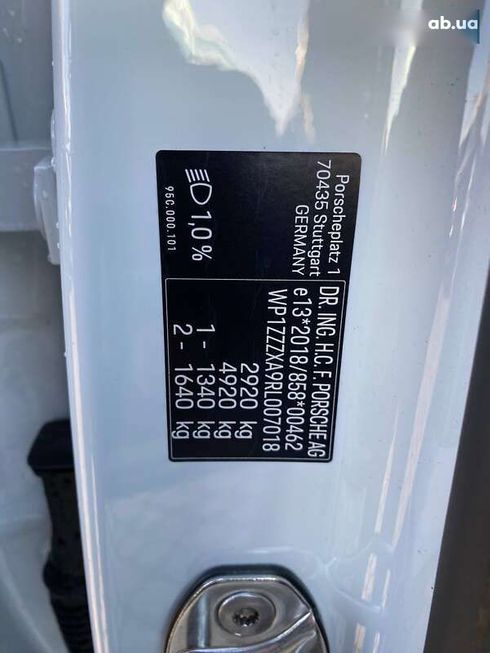 ab.ua
Porscheplatz 1
70435 Stuttgart
GERMANY
1,0 %
95C.000.101
DR. ING. H.C. F. PORSCHE AG
e13*2018/858*00462
WP1ZZZXA9RL007018
2920 kg
4920 kg
1- 1340 kg
2- 1640 kg